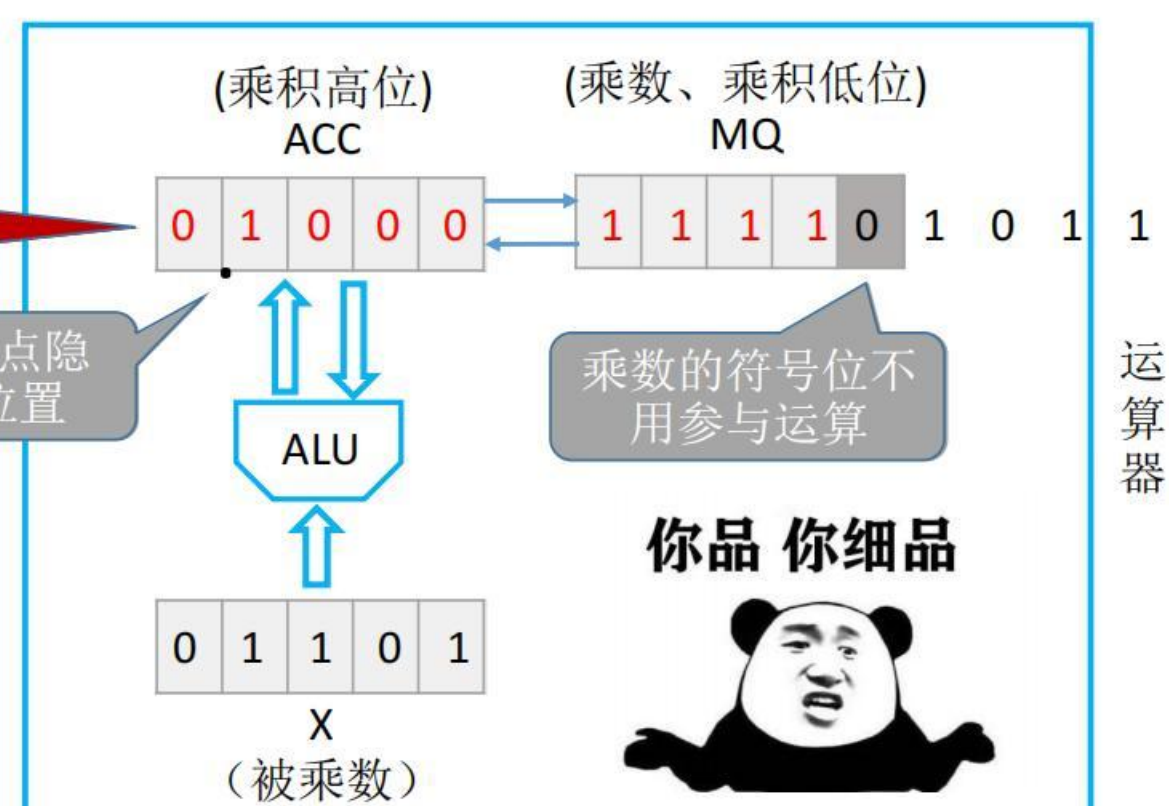 (乘积高位)
ACC
(乘数、乘积低位)
MQ
0 1 0 0 0
1 1 1 1 0 1 0 1 1
点隐
位置
乘数的符号位不
用参与运算
运算器
ALU
你品 你细品
0 1 1 0 1
X
（被乘数）